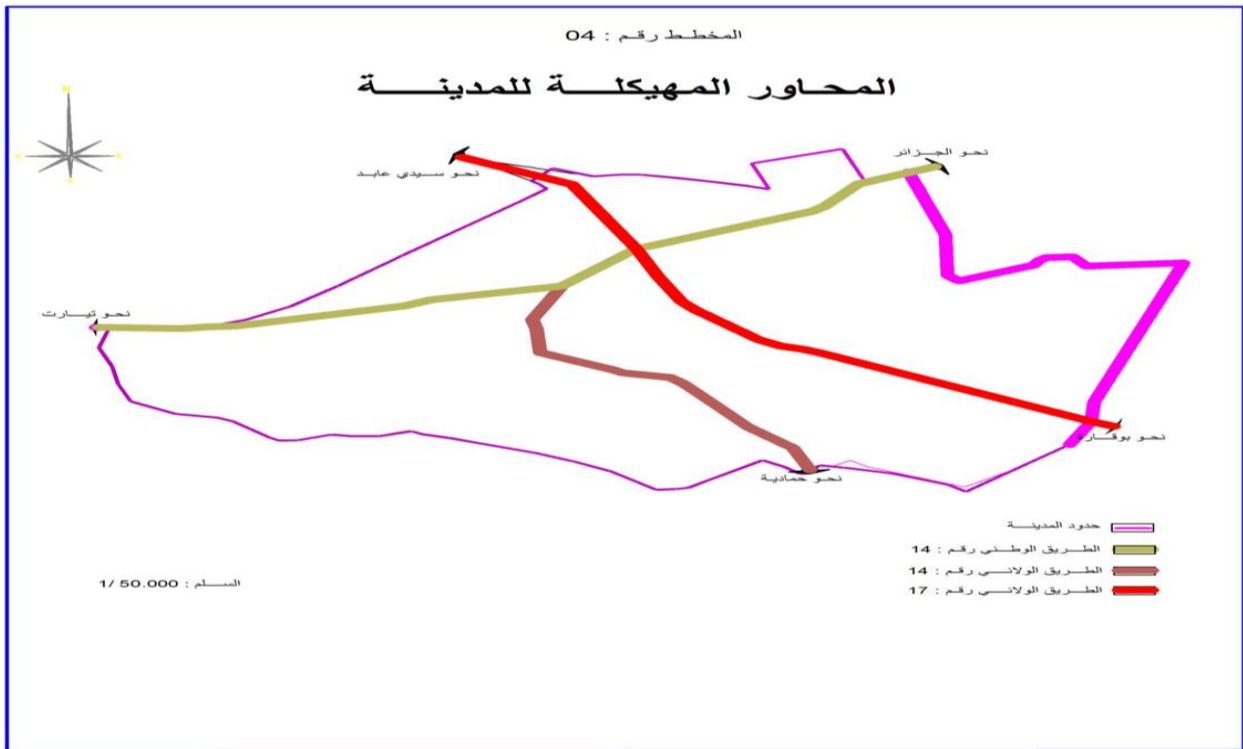 المخطط رقم : 04
المحاور المهيكلة للمدينة
نحو الجزائر
نحو سيدي عابد
نحو تيارت
نحو بوقارة
نحو حمادية
حدود المدينة
الطريق الوطني رقم : 14
الطريق الولائي رقم : 14
الطريق الولائي رقم : 17
السلم : 1/ 50.000